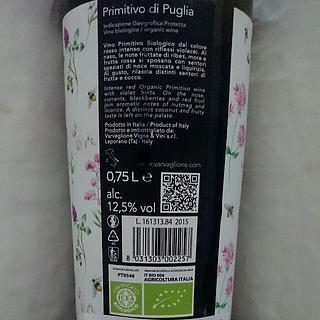 Primitivo di Puglia
Indicazione Geografica Protetta
Vino biologico / organic wine
Vino Primitivo Biologico dal colore
rosso intenso con riflessi violacei. Al
naso, le note fruttate di ribes, more e
frutta rossa si sposano con sentori
speziati di noce moscata e liquirizia.
Al gusto, rilascia distinti sentori di
frutta e cocco.
Intense red Organic Primitivo wine
with violet hints. On the nose,
currants, blackberries and red fruit
join aromatic notes of nutmeg and
licorice. A distinct coconut and fruity
taste is left on the palate.
Prodotto in Italia / Product of Italy
Prodotto e imbottigliato da:
Varvaglione Vigne & Vini s.r.l.
Leporano (Ta) - Italy
www.varvaglione.com
0,75 L e
alc.
12,5% vol
L. 161313.84 2015
8 031303 002257
PT0546
IT BIO 006
AGRICOLTURA ITALIA